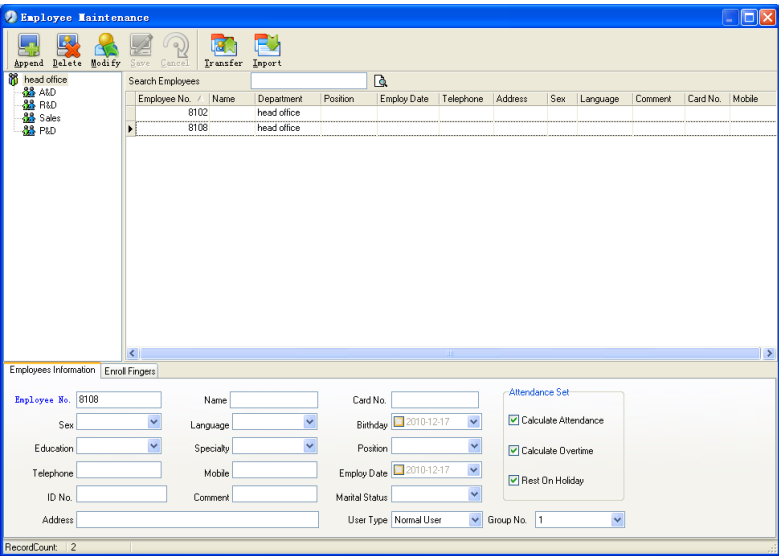 Employee Maintenance
Append Delete Modify Save Cancel Transfer Import
head office
A&D
R&D
Sales
P&D
Search Employees
Employee No. Name Department Position Employ Date Telephone Address Sex Language Comment Card No. Mobile
8102 head office
8108 head office
Employees Information Enroll Fingers
Employee No. 8108 Name Card No. Attendance Set
Sex Language Birthday 2010-12-17 Calculate Attendance
Education Specialty Position Calculate Overtime
Telephone Mobile Employ Date 2010-12-17 Rest On Holiday
ID No. Comment Marital Status
Address User Type Normal User Group No. 1
RecordCount: 2